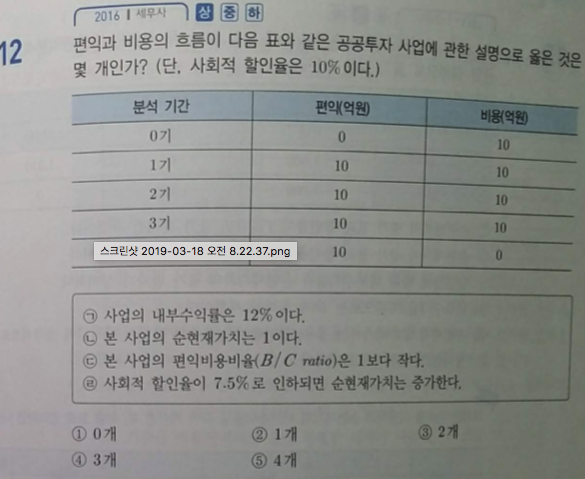 2016 | 세무사 상 중 하
12 편익과 비용의 흐름이 다음 표와 같은 공공투자 사업에 관한 설명으로 옳은 것은
몇 개인가? (단, 사회적 할인율은 10%이다.)
분석 기간 편익(억원) 비용(억원)
0기 0 10
1기 10 10
2기 10 10
3기 10 10
스크린샷 2019-03-18 오전 8.22.37.png 10 0
㉠ 사업의 내부수익률은 12%이다.
㉡ 본 사업의 순현재가치는 1이다.
㉢ 본 사업의 편익비용비율(B/C ratio)은 1보다 작다.
㉣ 사회적 할인율이 7.5%로 인하되면 순현재가치는 증가한다.
① 0개 ② 1개 ③ 2개
④ 3개 ⑤ 4개